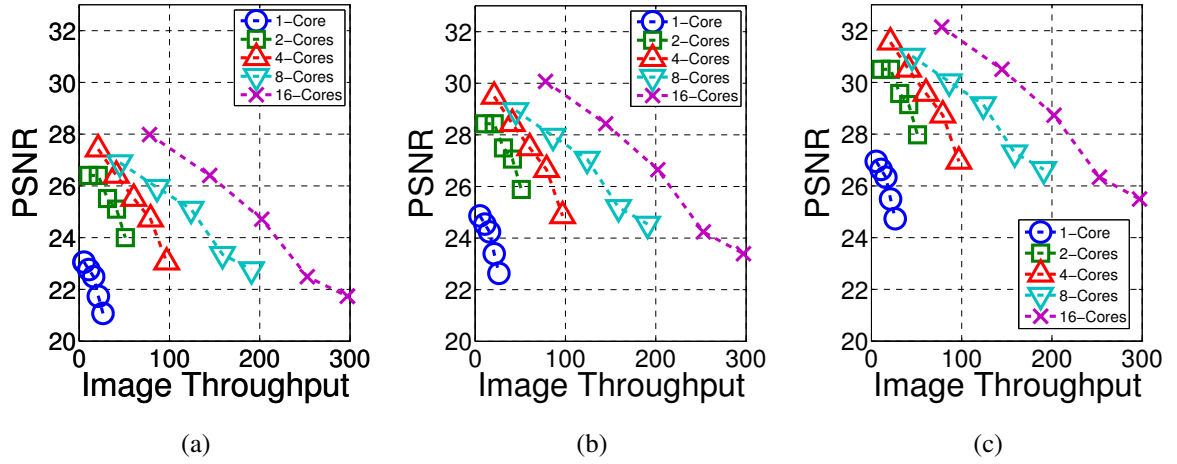 PSNR
32
30
28
26
24
22
20
0
100
200
300
Image Throughput
1−Core
2−Cores
4−Cores
8−Cores
16−Cores
(a)
PSNR
32
30
28
26
24
22
20
0
100
200
300
Image Throughput
1−Core
2−Cores
4−Cores
8−Cores
16−Cores
(b)
PSNR
32
30
28
26
24
22
20
0
100
200
300
Image Throughput
1−Core
2−Cores
4−Cores
8−Cores
16−Cores
(c)